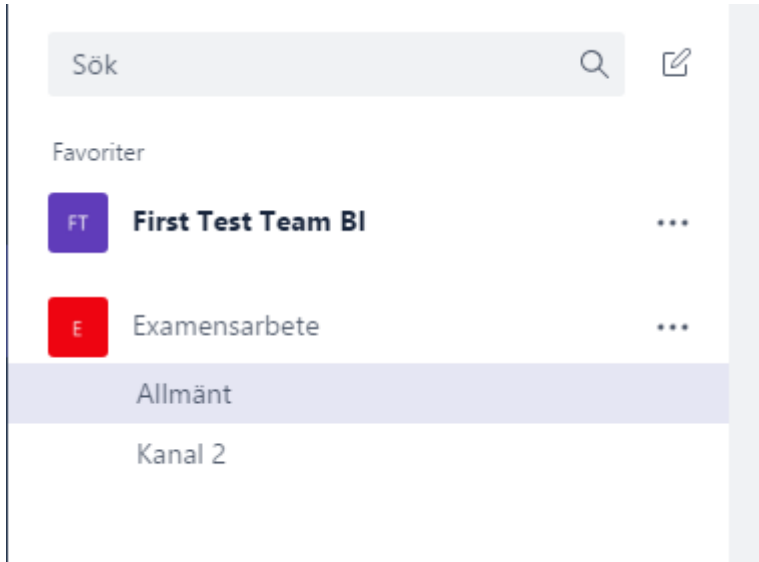 Sök
Favoriter
FT First Test Team BI
E Examensarbete
Allmänt
Kanal 2